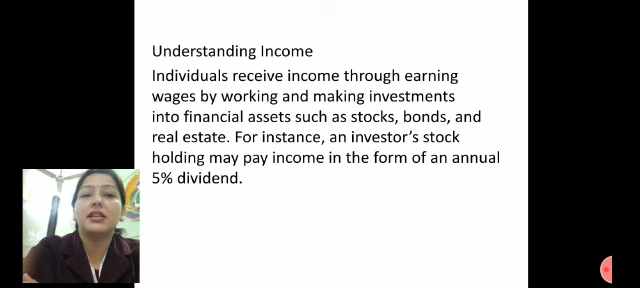 Understanding Income
Individuals receive income through earning
wages by working and making investments
into financial assets such as stocks, bonds, and
real estate. For instance, an investor's stock
holding may pay income in the form of an annual
5% dividend.